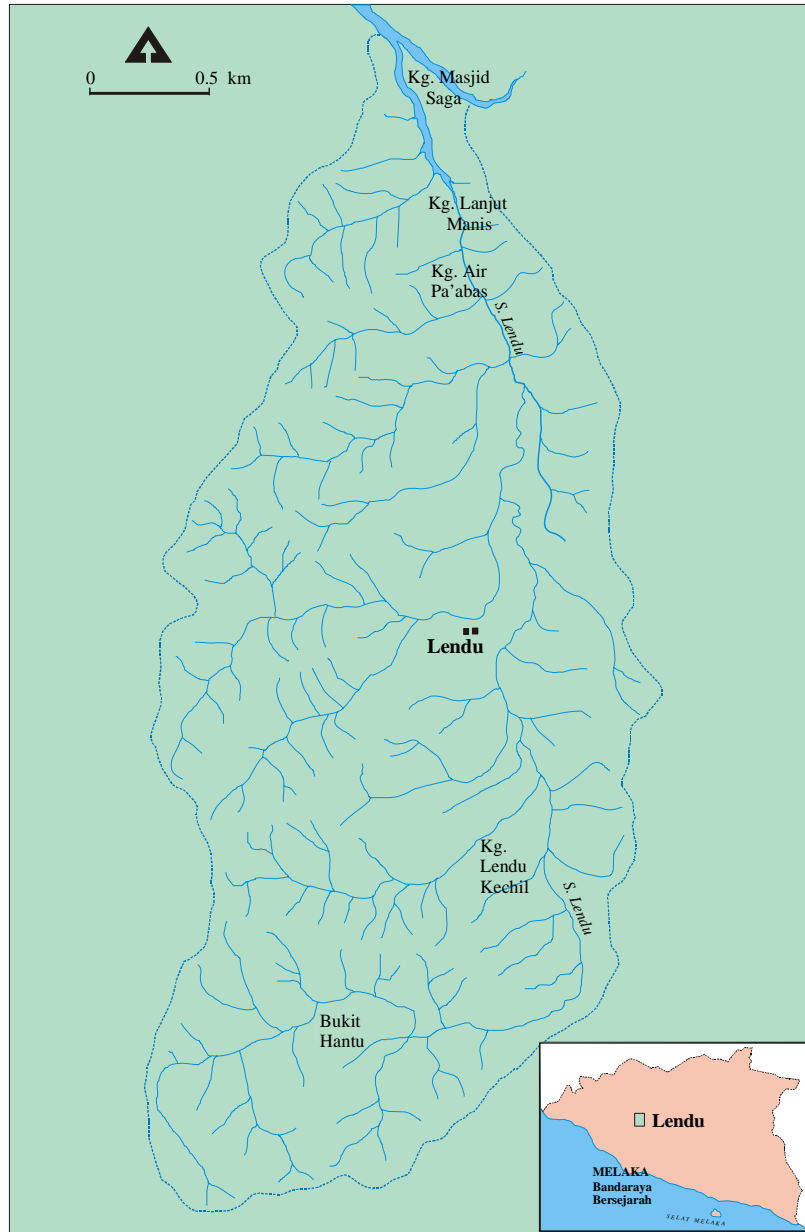 0 0.5 km
Kg. Masjid
Saga
Kg. Lanjut
Manis
Kg. Air
Pa'abas
S. Lendu
Lendu
Kg.
Lendu
Kechil
S. Lendu
Bukit
Hantu
Lendu
MELAKA
Bandaraya
Bersejarah
SELAT MELAKA